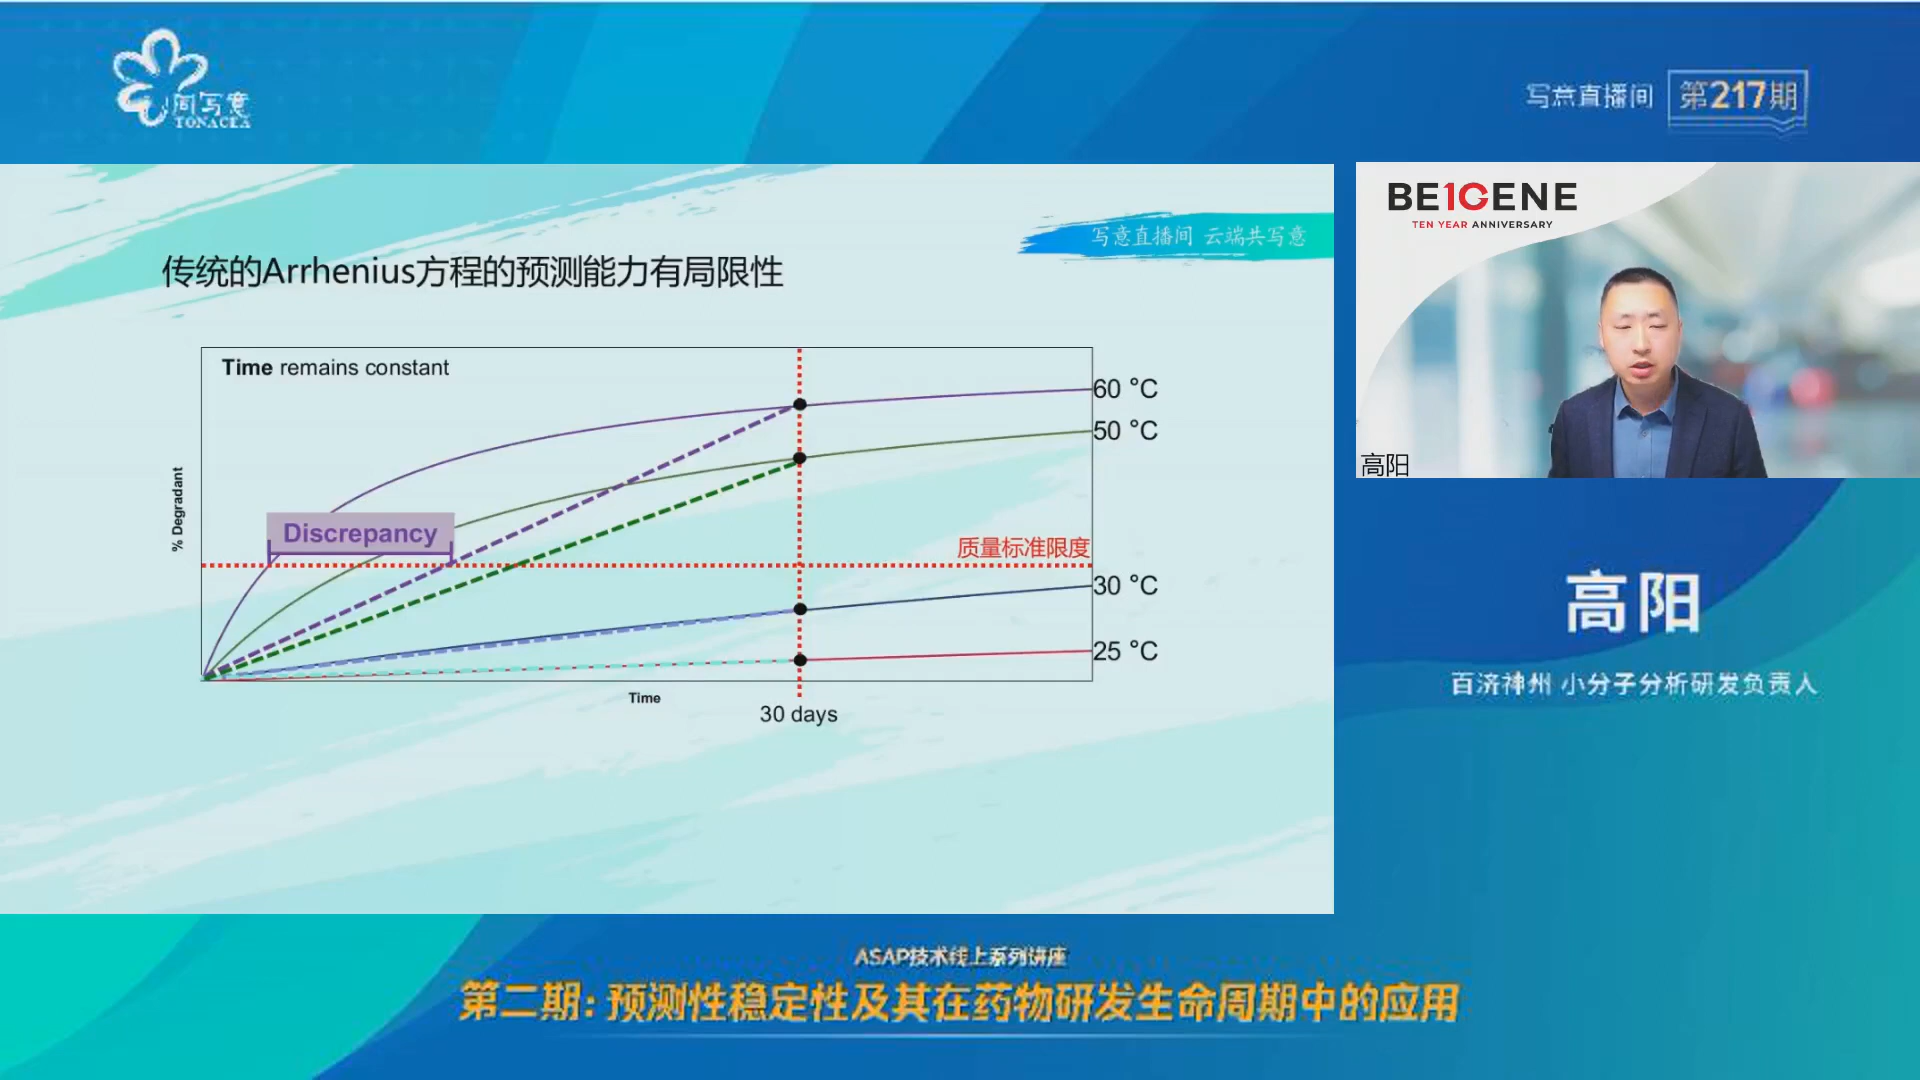 同写意
TONACEA
写意直播间
第217期
写意直播间 云端共写意
传统的Arrhenius方程的预测能力有局限性
Time remains constant
% Degradant
Discrepancy
质量标准限度
60 °C
50 °C
30 °C
25 °C
Time
30 days
BE1GENE
TEN YEAR ANNIVERSARY
高阳
高阳
百济神州 小分子分析研发负责人
ASAP技术线上系列讲座
第二期: 预测性稳定性及其在药物研发生命周期中的应用